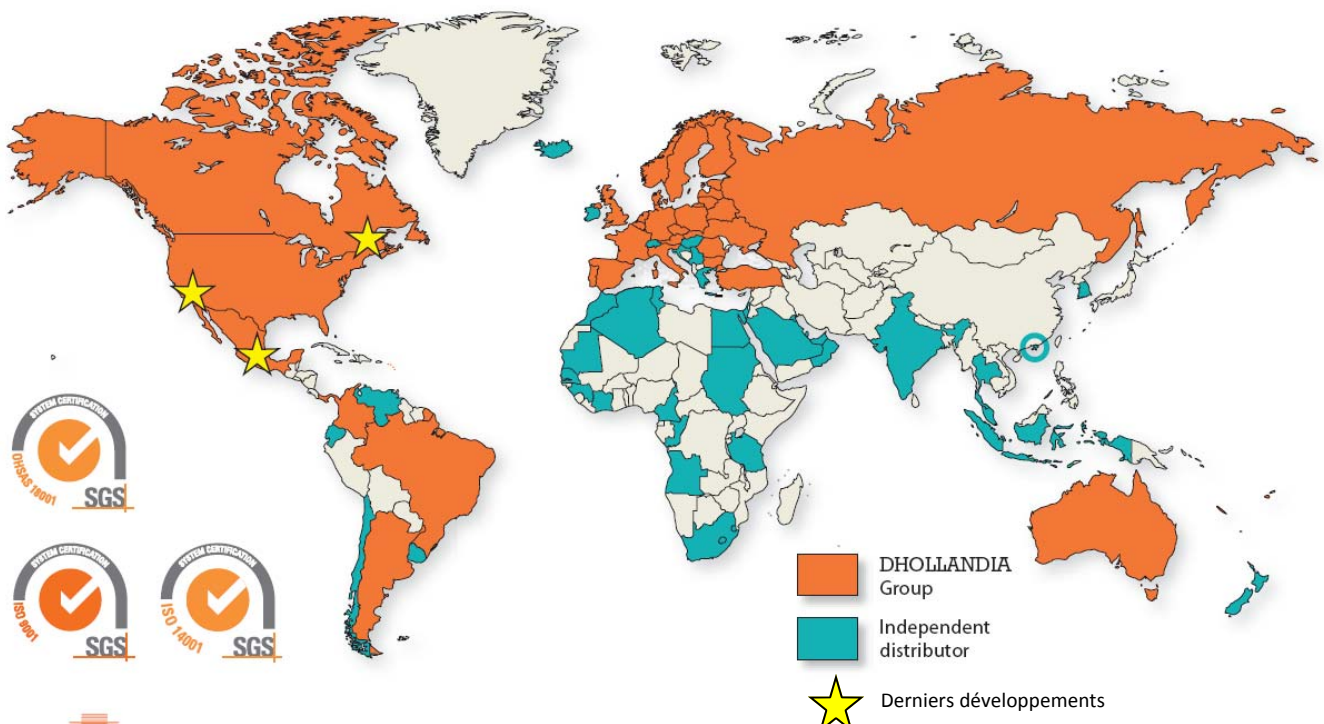 SYSTEM CERTIFICATION
OHSAS 18001
SGS
SYSTEM CERTIFICATION
ISO 9001
SGS
SYSTEM CERTIFICATION
ISO 14001
SGS
DHOLLANDIA
Group
Independent
distributor
Derniers développements